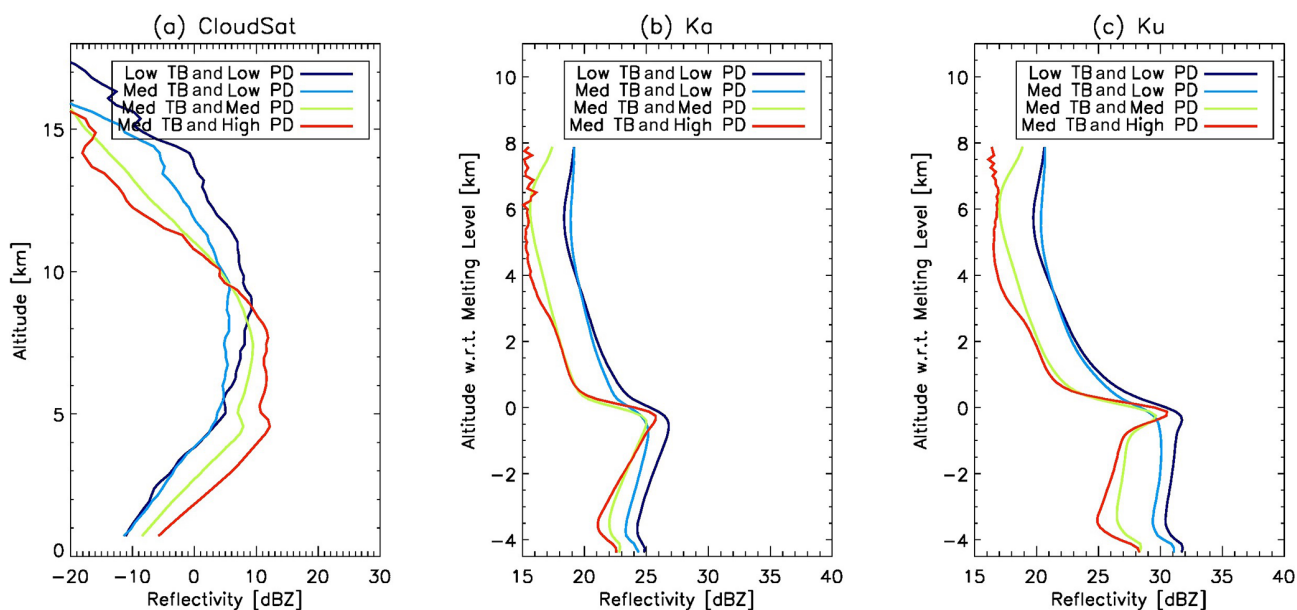 (a) CloudSat
Low TB and Low PD
Med TB and Low PD
Med TB and Med PD
Med TB and High PD
Altitude [km]
15
10
5
0
-20 -10 0 10 20 30
Reflectivity [dBZ]
(b) Ka
Low TB and Low PD
Med TB and Low PD
Med TB and Med PD
Med TB and High PD
Altitude w.r.t. Melting Level [km]
10
8
6
4
2
0
-2
-4
15 20 25 30 35 40
Reflectivity [dBZ]
(c) Ku
Low TB and Low PD
Med TB and Low PD
Med TB and Med PD
Med TB and High PD
Altitude w.r.t. Melting Level [km]
10
8
6
4
2
0
-2
-4
15 20 25 30 35 40
Reflectivity [dBZ]